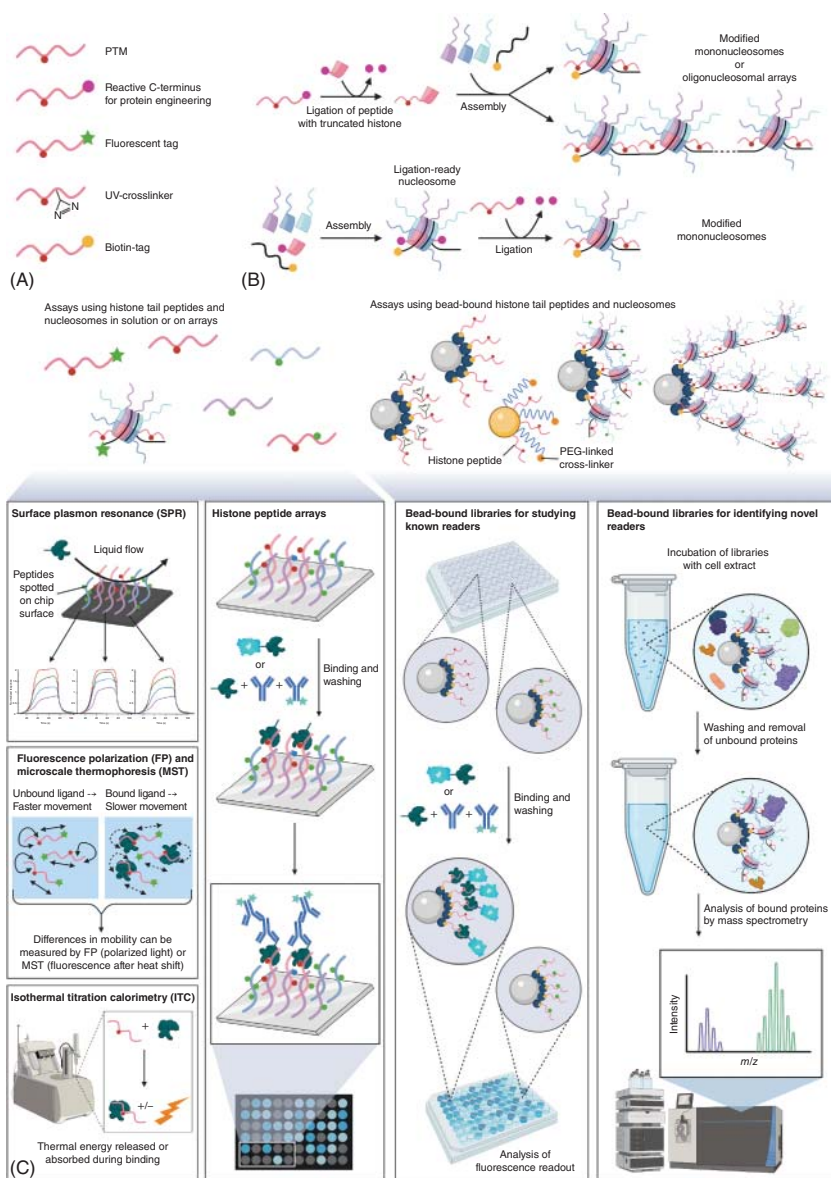 PTM
Reactive C-terminus
for protein engineering
Fluorescent tag
UV-crosslinker
N
N
Biotin-tag
(A)
Ligation of peptide
with truncated histone
Assembly
Modified
mononucleosomes
or
oligonucleosomal arrays
Ligation-ready
nucleosome
Assembly
Ligation
Modified
mononucleosomes
(B)
Assays using histone tail peptides and
nucleosomes in solution or on arrays
Assays using bead-bound histone tail peptides and nucleosomes
Histone peptide
PEG-linked
cross-linker
Surface plasmon resonance (SPR)
Liquid flow
Peptides
spotted
on chip
surface
Fluorescence polarization (FP) and
microscale thermophoresis (MST)
Unbound ligand →
Faster movement
Bound ligand→
Slower movement
Differences in mobility can be
measured by FP (polarized light) or
MST (fluorescence after heat shift)
Isothermal titration calorimetry (ITC)
+
+/−
Thermal energy released or
absorbed during binding
(C)
Histone peptide arrays
or
+ +
Binding and
washing
Bead-bound libraries for studying
known readers
or
+ +
Binding and
washing
Analysis of
fluorescence readout
Bead-bound libraries for identifying novel
readers
Incubation of libraries
with cell extract
Washing and removal
of unbound proteins
Analysis of bound proteins
by mass spectrometry
Intensity
m/z